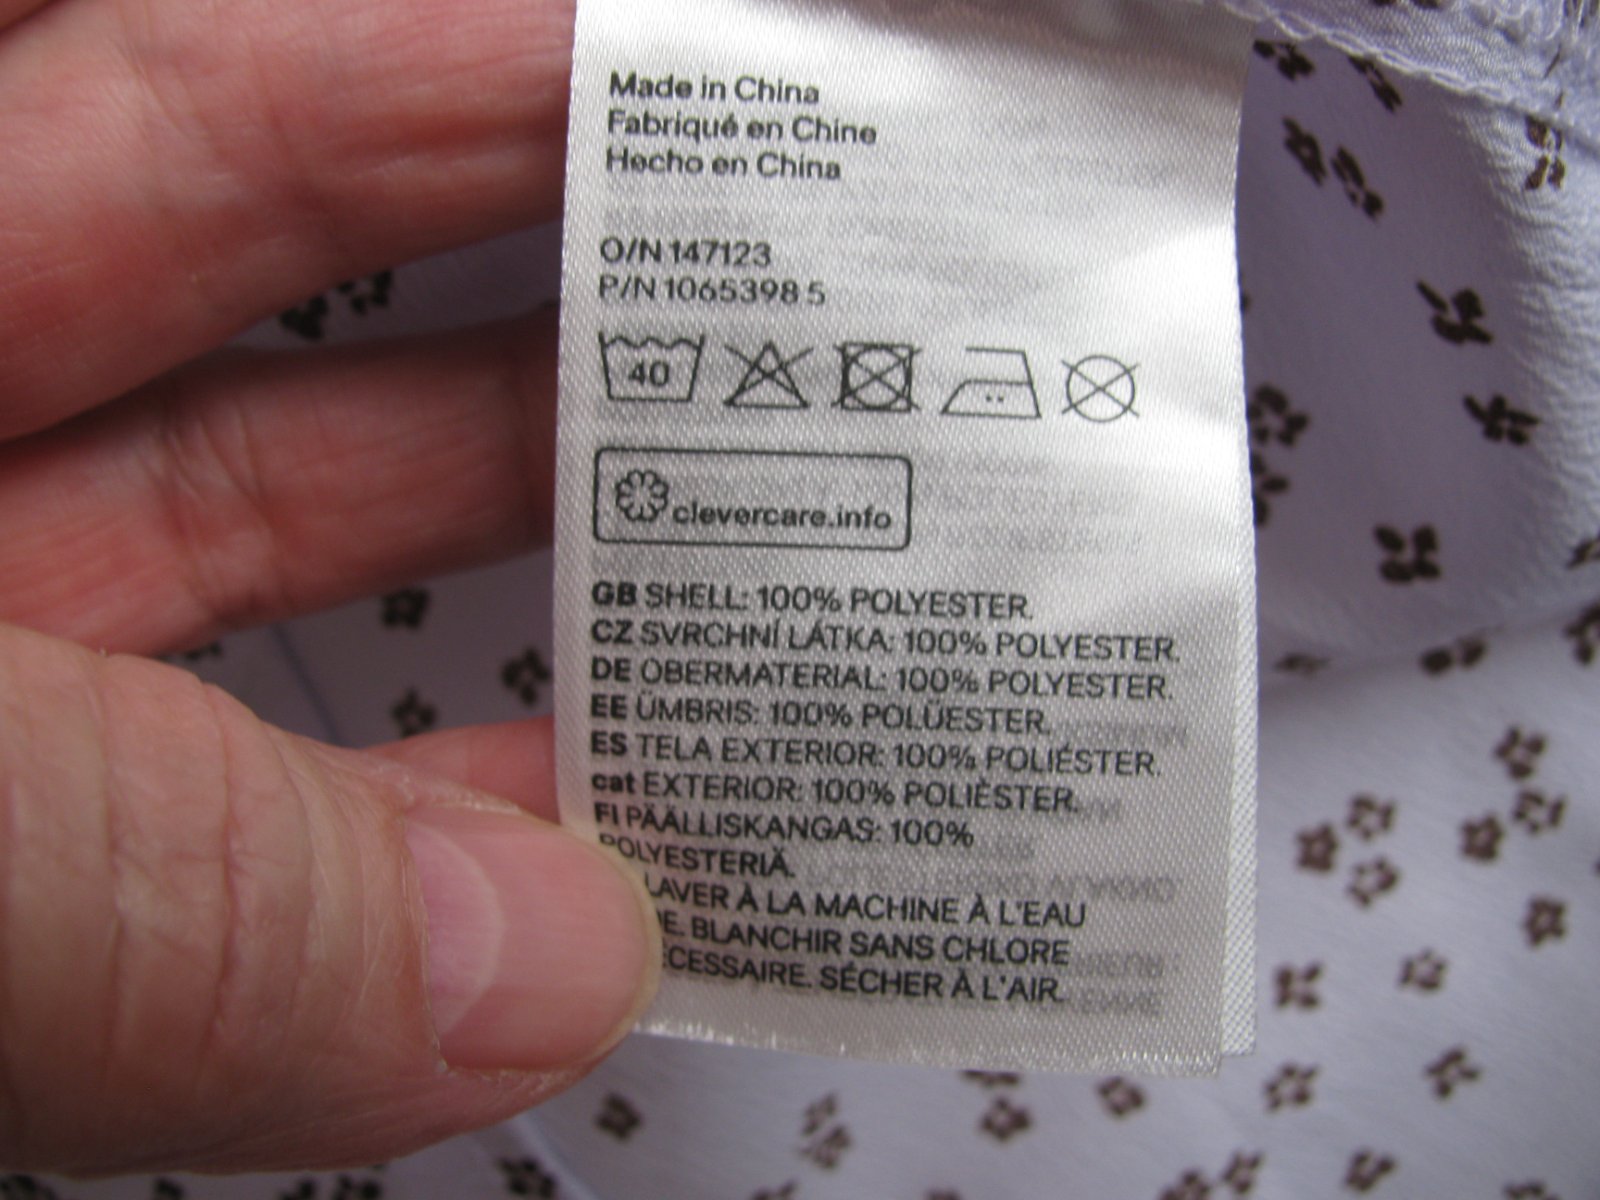 Made in China
Fabriqué en Chine
Hecho en China
O/N 147123
P/N 1065398 5
40
clevercare.info
GB SHELL: 100% POLYESTER.
CZ SVRCHNÍ LÁTKA: 100% POLYESTER.
DE OBERMATERIAL: 100% POLYESTER.
EE ÜMBRIS: 100% POLÜESTER.
ES TELA EXTERIOR: 100% POLIÉSTER.
cat EXTERIOR: 100% POLIÈSTER.
FI PÄÄLLISKANGAS: 100%
POLYESTERIÄ.
LAVER À LA MACHINE À L'EAU
BLANCHIR SANS CHLORE
SÉCHER À L'AIR.